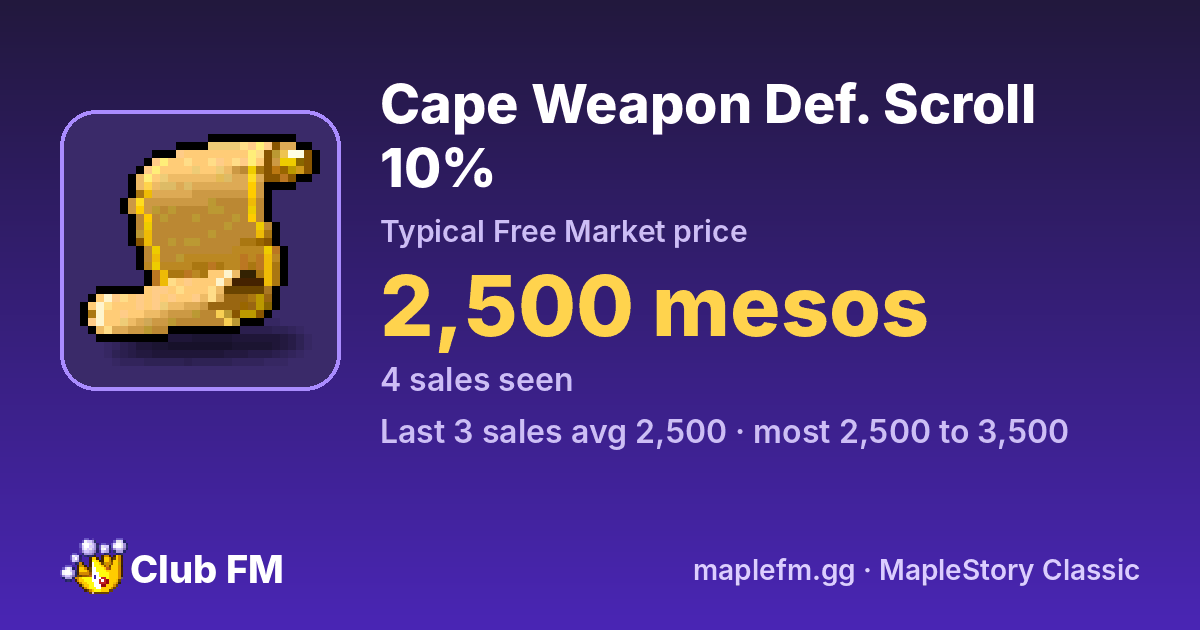 Cape Weapon Def. Scroll
10%
Typical Free Market price
2,500 mesos
4 sales seen
Last 3 sales avg 2,500 · most 2,500 to 3,500
Club FM
maplefm.gg · MapleStory Classic